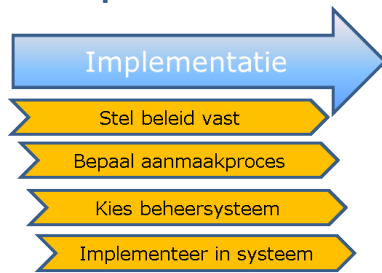 Implementatie
Stel beleid vast
Bepaal aanmaakproces
Kies beheersysteem
Implementeer in systeem